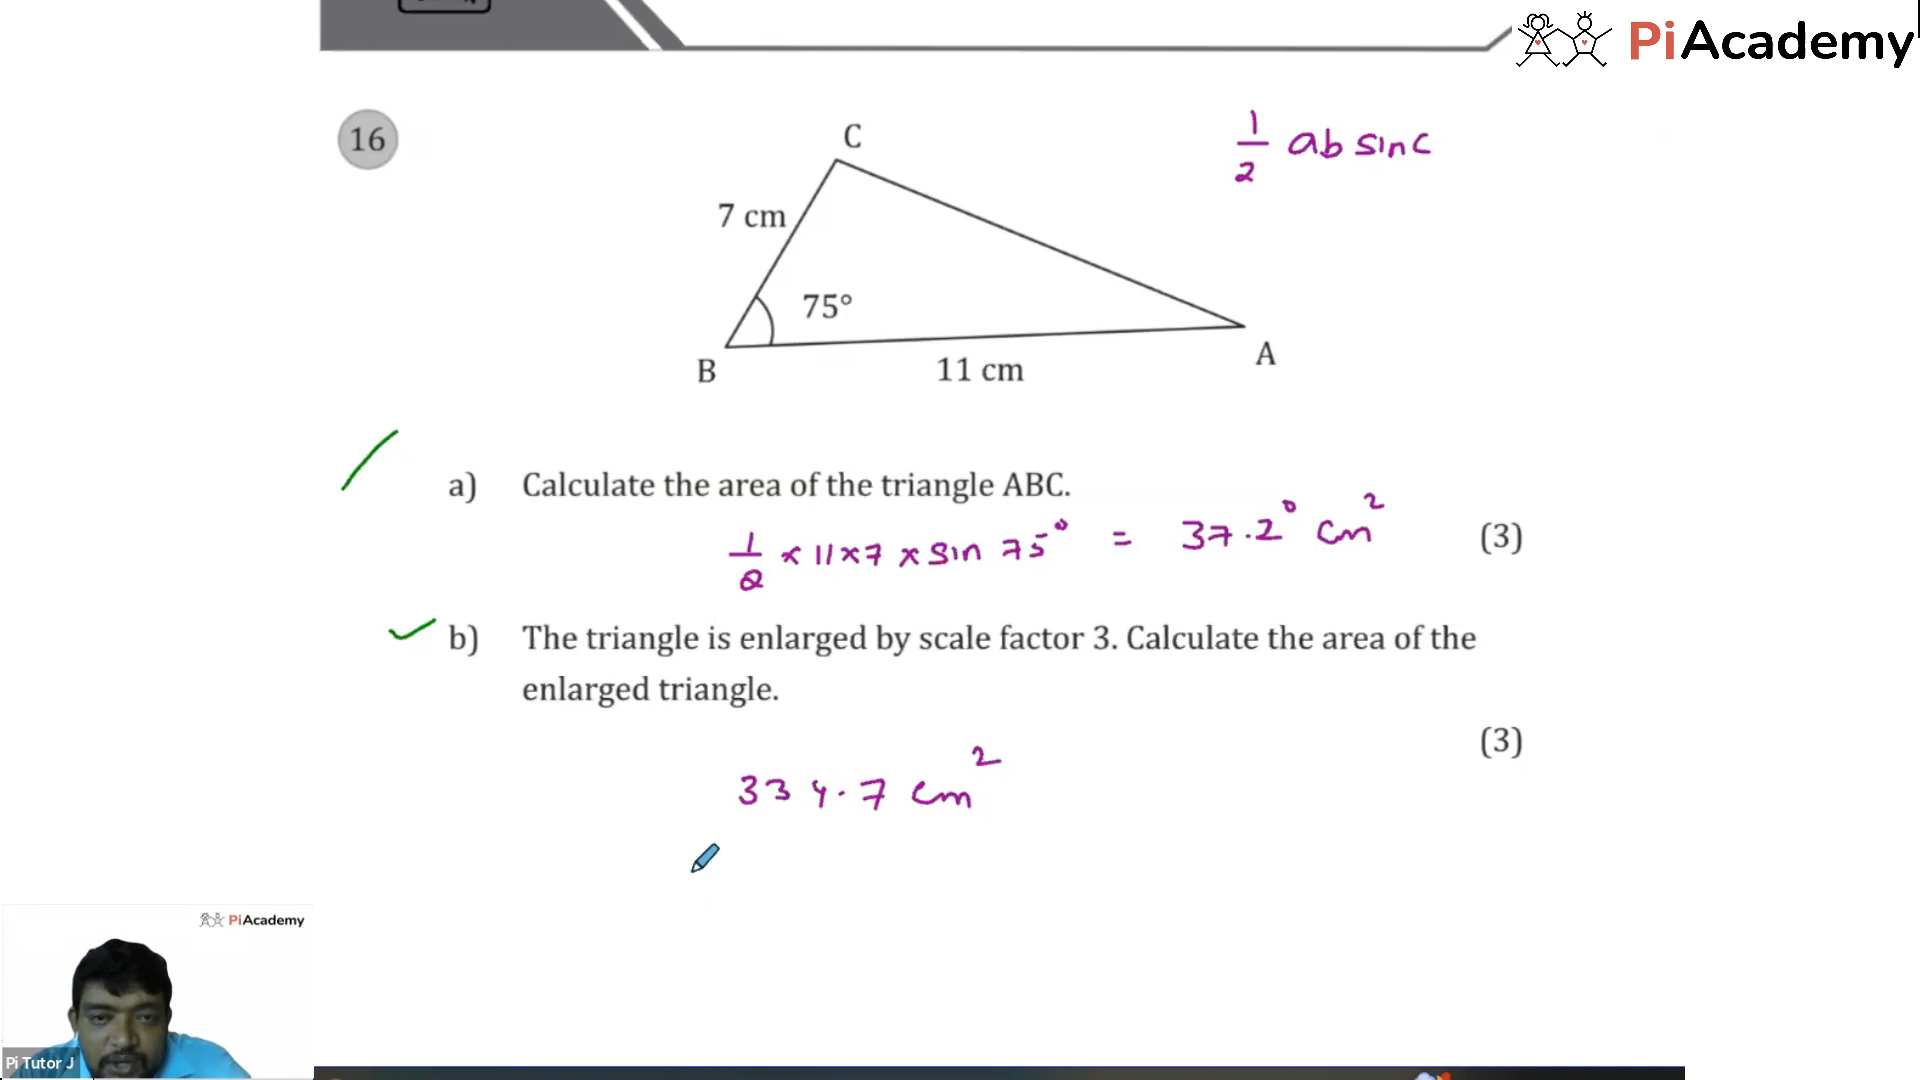 PiAcademy
16
C
1/2 ab sin c
7 cm
75°
B
11 cm
A
a) Calculate the area of the triangle ABC.
1/2 × 11 × 7 × sin 75° = 37.2° cm²
(3)
b) The triangle is enlarged by scale factor 3. Calculate the area of the
enlarged triangle.
(3)
334.7 cm²
PiAcademy
Pi Tutor J